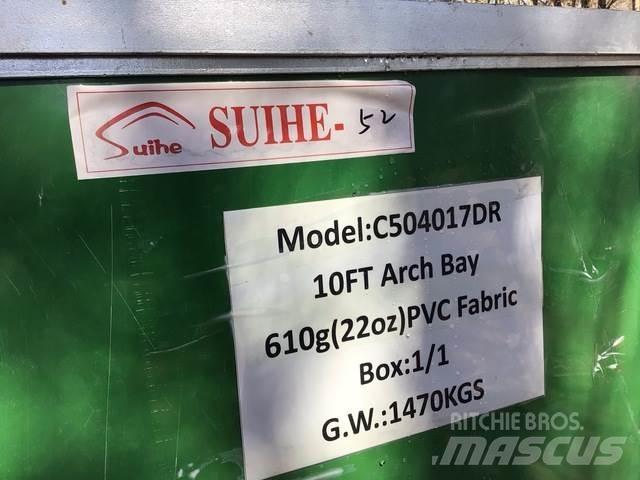 Suihe
SUIHE-52
Model:C504017DR
10FT Arch Bay
610g(22oz)PVC Fabric
Box:1/1
G.W.:1470KGS
RITCHIE BROS.
MASCUS